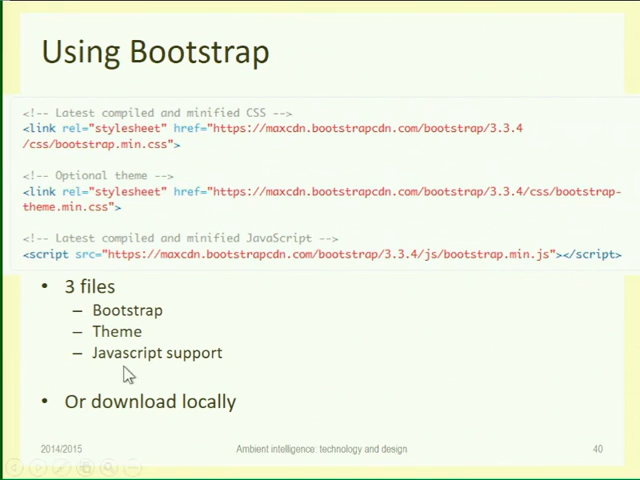 Using Bootstrap
<!-- Latest compiled and minified CSS -->
<link rel="stylesheet" href="https://maxcdn.bootstrapcdn.com/bootstrap/3.3.4
/css/bootstrap.min.css">
<!-- Optional theme -->
<link rel="stylesheet" href="https://maxcdn.bootstrapcdn.com/bootstrap/3.3.4/css/bootstrap-
theme.min.css">
<!-- Latest compiled and minified JavaScript -->
<script src="https://maxcdn.bootstrapcdn.com/bootstrap/3.3.4/js/bootstrap.min.js"></script>
• 3 files
– Bootstrap
– Theme
– Javascript support
• Or download locally
2014/2015 Ambient intelligence: technology and design 40